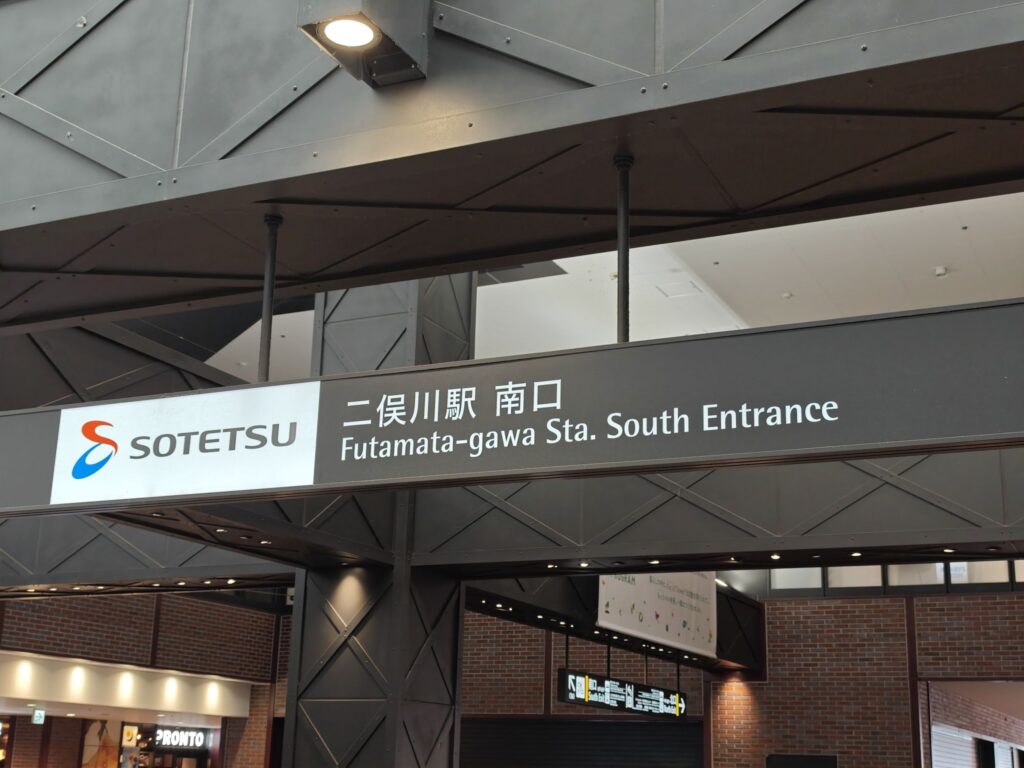 SOTETSU
二俣川駅 南口
Futamata-gawa Sta. South Entrance
PRONTO